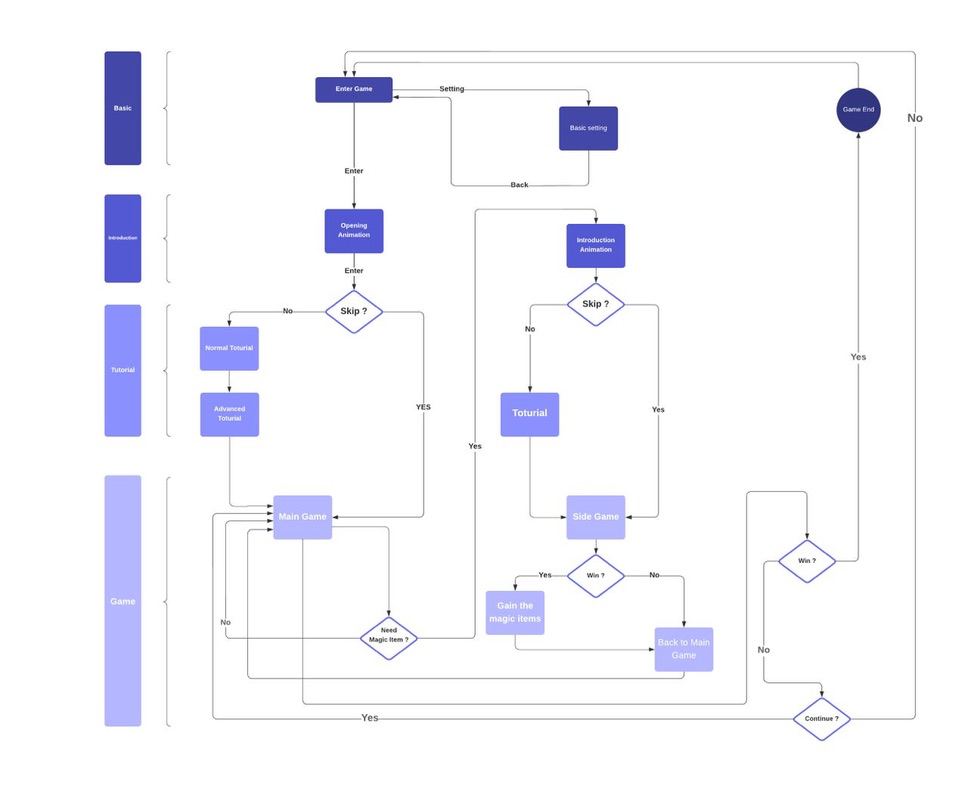 Basic
Enter Game
Setting
Basic setting
Game End
No
Enter
Back
Introduction
Opening
Animation
Introduction
Animation
Enter
Skip ?
Skip ?
No
No
Tutorial
Normal Toturial
Yes
Advanced
Toturial
YES
Toturial
Yes
Yes
Game
Main Game
Side Game
Win ?
Win ?
Yes
No
Gain the
magic items
No
Need
Magic Item ?
Back to Main
Game
No
Yes
Continue ?